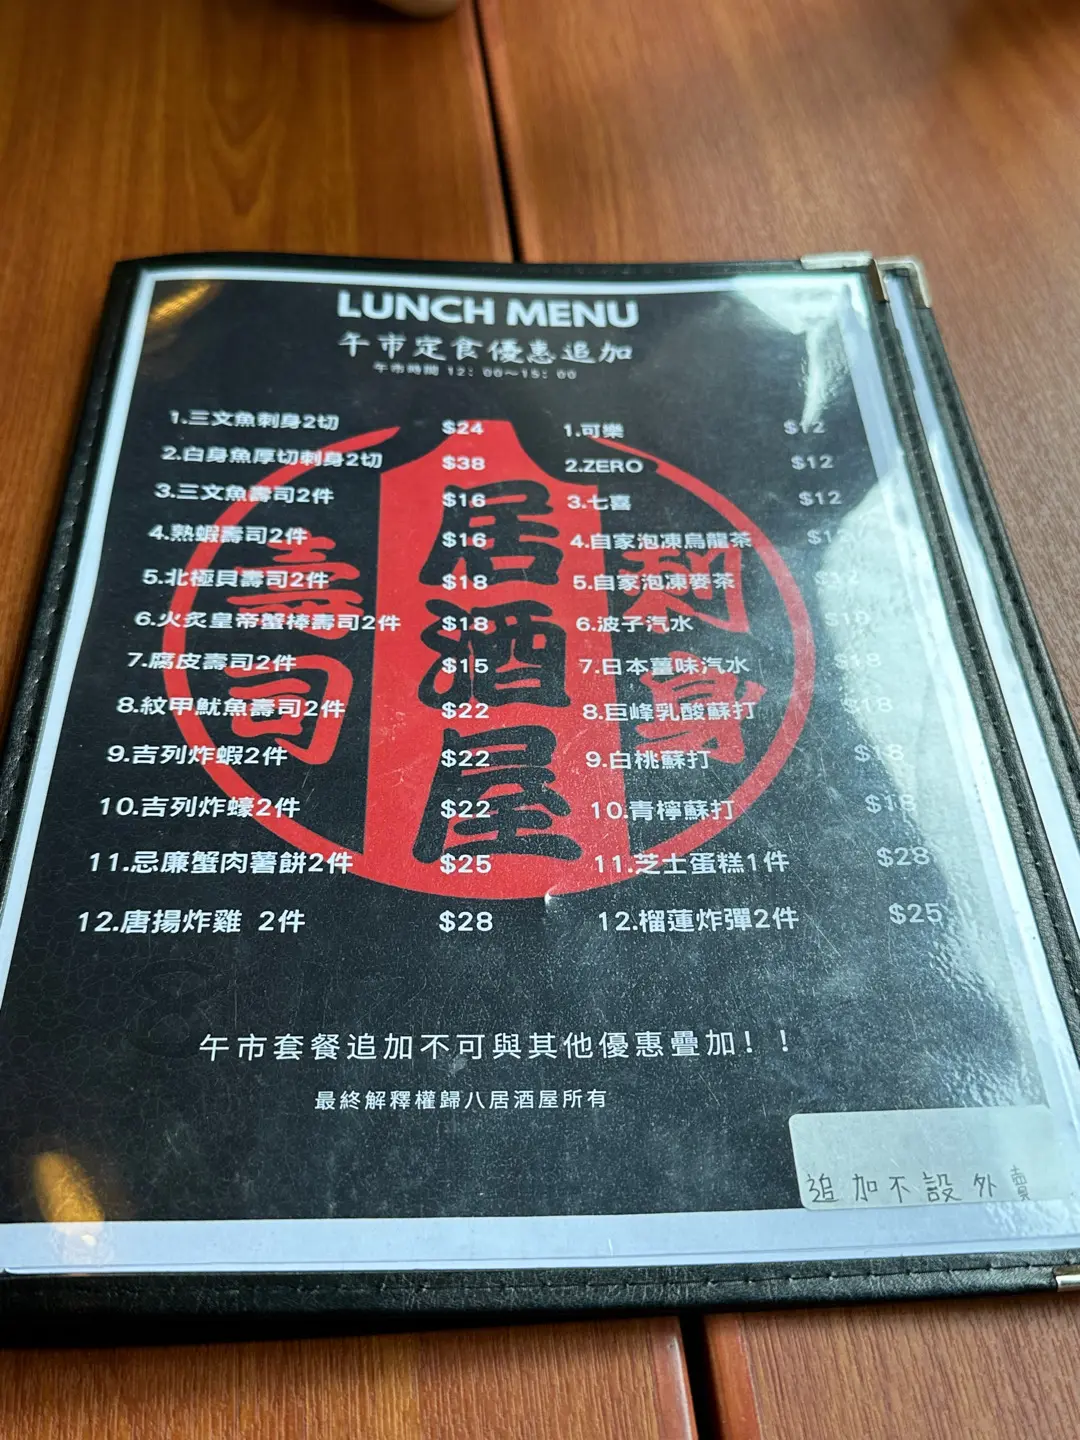 LUNCH MENU
午市定食優惠追加
午市時間 12：00～15：00
1.三文魚刺身2切 $24
2.白身魚厚切刺身2切 $38
3.三文魚壽司2件 $16
4.熟蝦壽司2件 $16
5.北極貝壽司2件 $18
6.火炙皇帝蟹棒壽司2件 $18
7.腐皮壽司2件 $15
8.紋甲魷魚壽司2件 $22
9.吉列炸蝦2件 $22
10.吉列炸蠔2件 $22
11.忌廉蟹肉薯餅2件 $25
12.唐揚炸雞 2件 $28
1.可樂 $12
2.ZERO $12
3.七喜 $12
4.自家泡凍烏龍茶
5.自家泡凍麥茶 $12
6.波子汽水 $18
7.日本薑味汽水 $18
8.巨峰乳酸蘇打 $18
9.白桃蘇打 $18
10.青檸蘇打 $18
11.芝士蛋糕1件 $28
12.榴蓮炸彈2件 $25
壽司
居酒屋
刺身
午市套餐追加不可與其他優惠疊加！！
最終解釋權歸八居酒屋所有
追加不設外賣